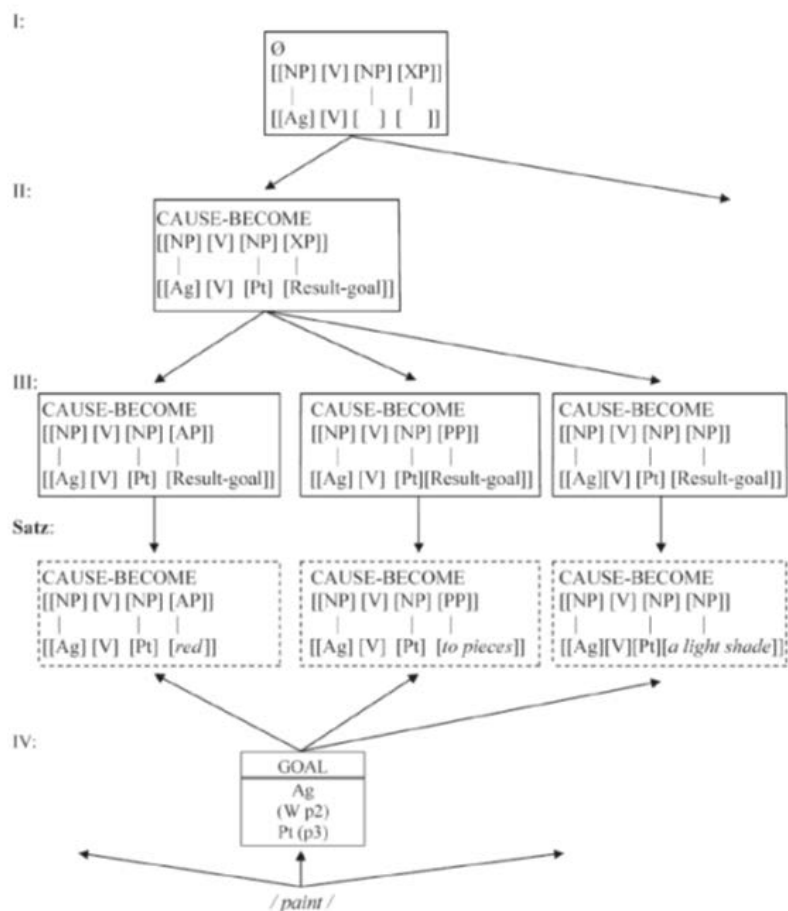 I:
Ø
[[NP] [V] [NP] [XP]]
[[Ag] [V] [ ] [ ]]
II:
CAUSE-BECOME
[[NP] [V] [NP] [XP]]
[[Ag] [V] [Pt] [Result-goal]]
III:
CAUSE-BECOME
[[NP] [V] [NP] [AP]]
[[Ag] [V] [Pt] [Result-goal]]
CAUSE-BECOME
[[NP] [V] [NP] [PP]]
[[Ag] [V] [Pt][Result-goal]]
CAUSE-BECOME
[[NP] [V] [NP] [NP]]
[[Ag][V] [Pt] [Result-goal]]
Satz:
CAUSE-BECOME
[[NP] [V] [NP] [AP]]
[[Ag] [V] [Pt] [red]]
CAUSE-BECOME
[[NP] [V] [NP] [PP]]
[[Ag] [V] [Pt] [to pieces]]
CAUSE-BECOME
[[NP] [V] [NP] [NP]]
[[Ag][V][Pt][a light shade]]
IV:
GOAL
Ag
(W p2)
Pt (p3)
/ paint /